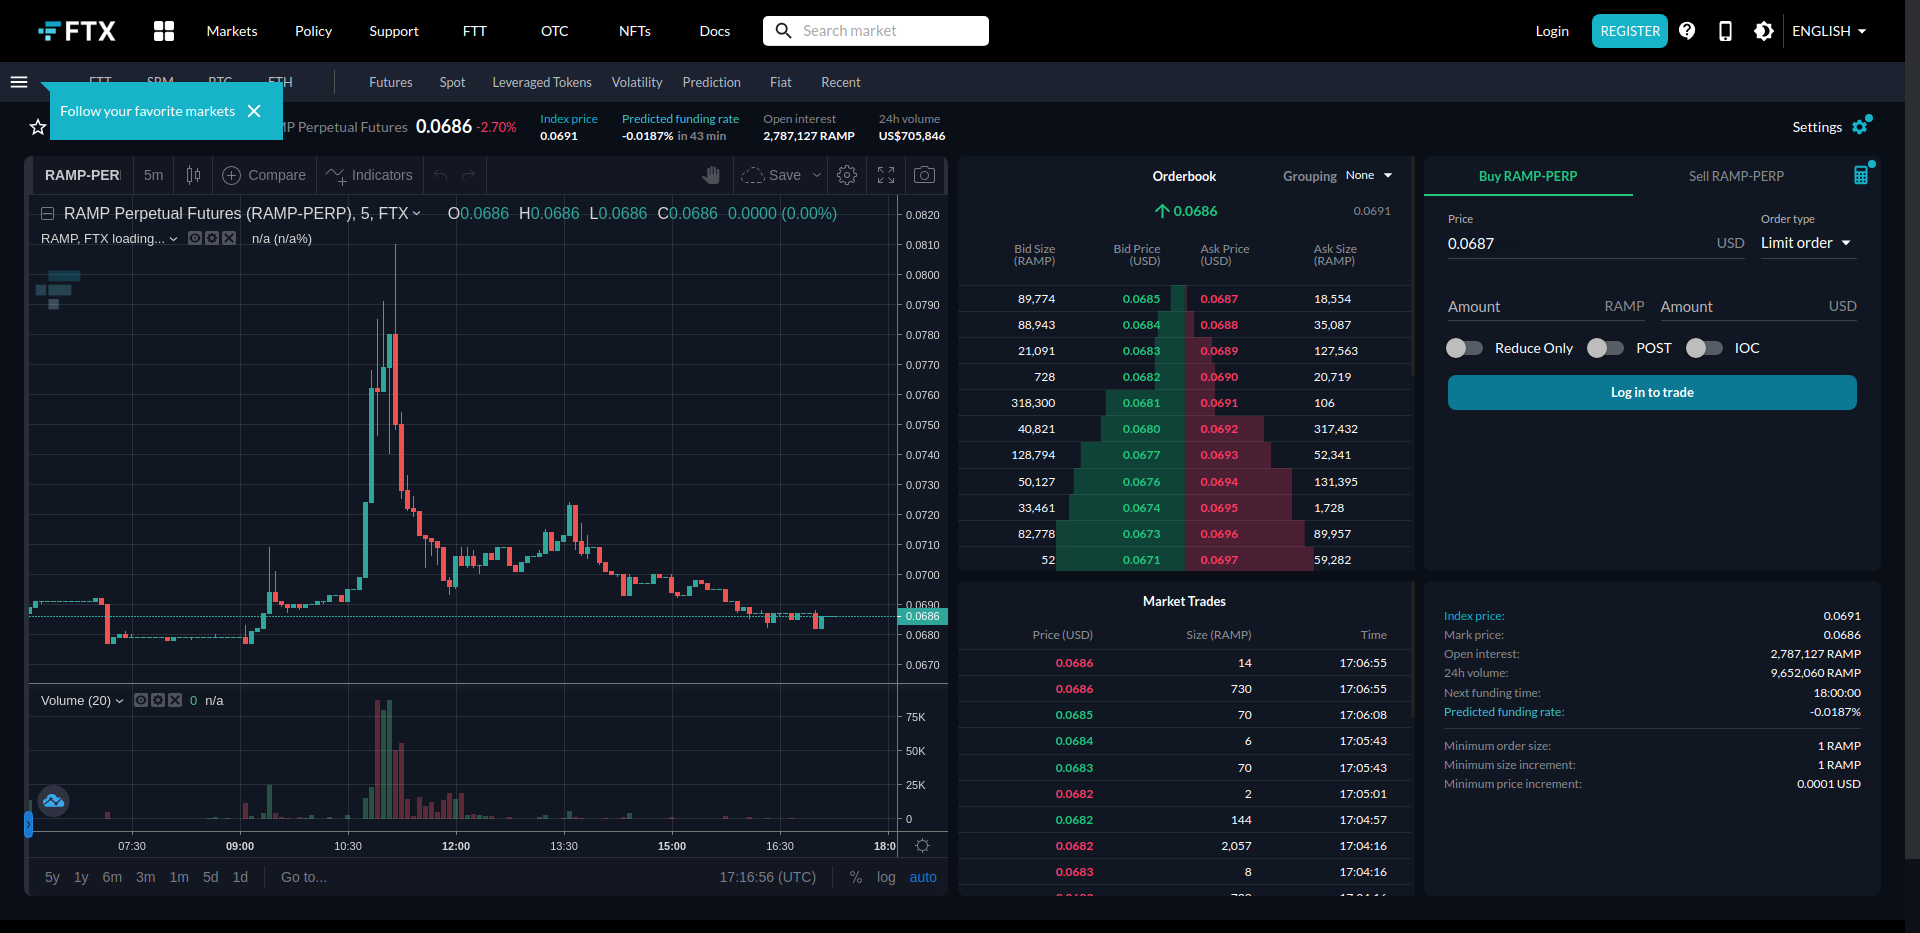 FTX
Markets
Policy
Support
FTT
OTC
NFTs
Docs
Search market
Login
REGISTER
ENGLISH
Futures
Spot
Leveraged Tokens
Volatility
Prediction
Fiat
Recent
Follow your favorite markets
Perpetual Futures
0.0686
-2.70%
Index price
0.0691
Predicted funding rate
-0.0187% in 43 min
Open interest
2,787,127 RAMP
24h volume
US$705,846
Settings
RAMP-PER
5m
Compare
Indicators
Save
RAMP Perpetual Futures (RAMP-PERP), 5, FTX
O0.0686 H0.0686 L0.0686 C0.0686 0.0000 (0.00%)
RAMP, FTX loading...
n/a (n/a%)
0.0820
0.0810
0.0800
0.0790
0.0780
0.0770
0.0760
0.0750
0.0740
0.0730
0.0720
0.0710
0.0700
0.0690
0.0686
0.0680
0.0670
Volume (20)
0 n/a
75K
50K
25K
0
07:30 09:00 10:30 12:00 13:30 15:00 16:30 18:0
5y 1y 6m 3m 1m 5d 1d Go to...
17:16:56 (UTC) % log auto
Orderbook
Grouping None
0.0686
0.0691
Bid Size (RAMP)
Bid Price (USD)
Ask Price (USD)
Ask Size (RAMP)
89,774 0.0685 0.0687 18,554
88,943 0.0684 0.0688 35,087
21,091 0.0683 0.0689 127,563
728 0.0682 0.0690 20,719
318,300 0.0681 0.0691 106
40,821 0.0680 0.0692 317,432
128,794 0.0677 0.0693 52,341
50,127 0.0676 0.0694 131,395
33,461 0.0674 0.0695 1,728
82,778 0.0673 0.0696 89,957
52 0.0671 0.0697 59,282
Market Trades
Price (USD) Size (RAMP) Time
0.0686 14 17:06:55
0.0686 730 17:06:55
0.0685 70 17:06:08
0.0684 6 17:05:43
0.0683 70 17:05:43
0.0682 2 17:05:01
0.0682 144 17:04:57
0.0682 2,057 17:04:16
0.0683 8 17:04:16
Buy RAMP-PERP
Sell RAMP-PERP
Price
0.0687 USD
Order type
Limit order
Amount RAMP
Amount USD
Reduce Only
POST
IOC
Log in to trade
Index price: 0.0691
Mark price: 0.0686
Open interest: 2,787,127 RAMP
24h volume: 9,652,060 RAMP
Next funding time: 18:00:00
Predicted funding rate: -0.0187%
Minimum order size: 1 RAMP
Minimum size increment: 1 RAMP
Minimum price increment: 0.0001 USD